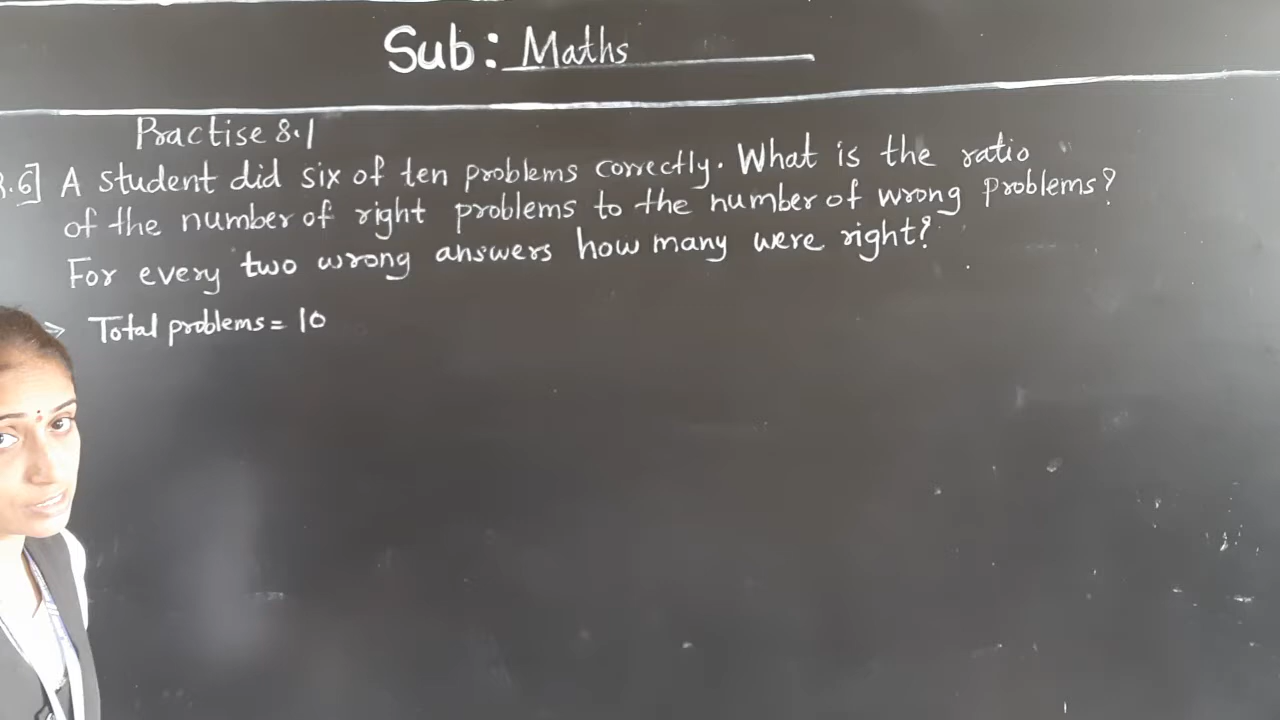 Sub: Maths
Practise 8.1
.6] A student did six of ten problems correctly. What is the ratio
of the number of right problems to the number of wrong problems?
For every two wrong answers how many were right?
Total problems = 10